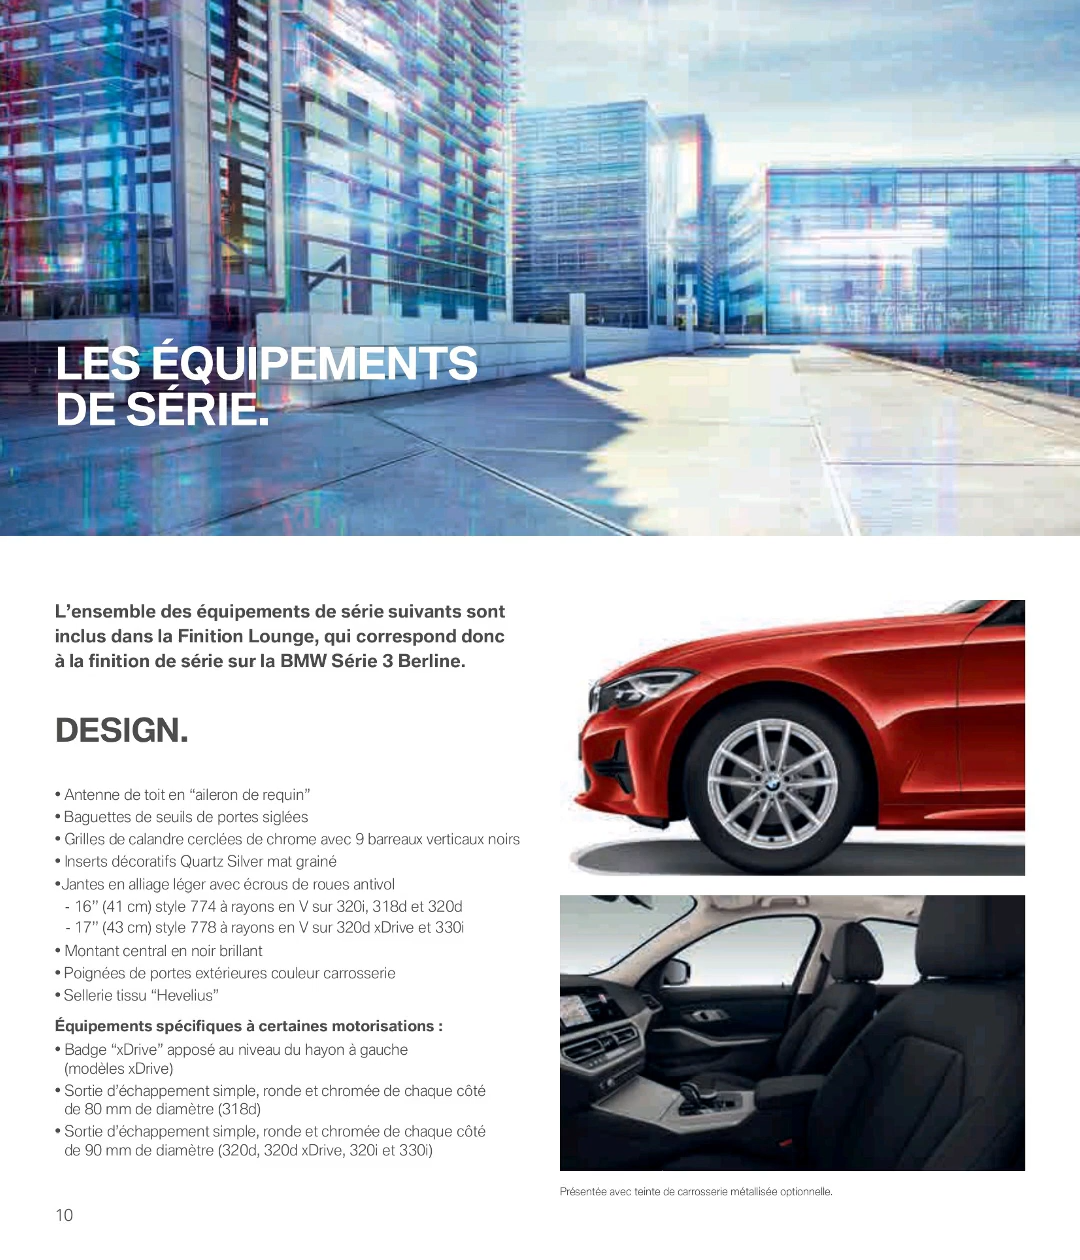 LES ÉQUIPEMENTS
DE SÉRIE.
L’ensemble des équipements de série suivants sont
inclus dans la Finition Lounge, qui correspond donc
à la finition de série sur la BMW Série 3 Berline.
DESIGN.
• Antenne de toit en “aileron de requin”
• Baguettes de seuils de portes siglées
• Grilles de calandre cerclées de chrome avec 9 barreaux verticaux noirs
• Inserts décoratifs Quartz Silver mat grainé
•Jantes en alliage léger avec écrous de roues antivol
- 16’’ (41 cm) style 774 à rayons en V sur 320i, 318d et 320d
- 17’’ (43 cm) style 778 à rayons en V sur 320d xDrive et 330i
• Montant central en noir brillant
• Poignées de portes extérieures couleur carrosserie
• Sellerie tissu “Hevelius”
Équipements spécifiques à certaines motorisations :
• Badge “xDrive” apposé au niveau du hayon à gauche
(modèles xDrive)
• Sortie d’échappement simple, ronde et chromée de chaque côté
de 80 mm de diamètre (318d)
• Sortie d’échappement simple, ronde et chromée de chaque côté
de 90 mm de diamètre (320d, 320d xDrive, 320i et 330i)
Présentée avec teinte de carrosserie métallisée optionnelle.
10